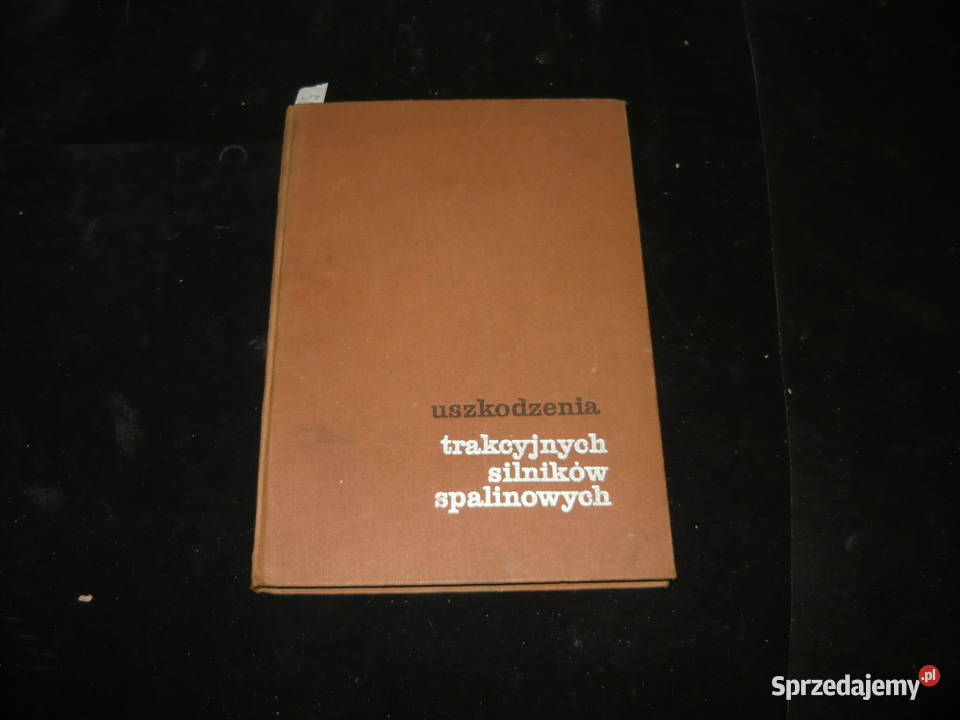 uszkodzenia
trakcyjnych
silników
spalinowych
Sprzedajemy.pl